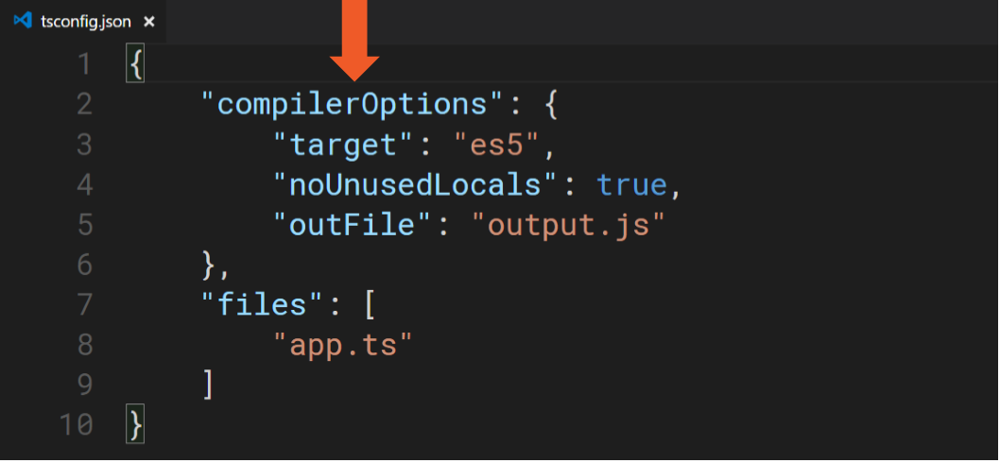 tsconfig.json ×
1 {
2     "compilerOptions": {
3         "target": "es5",
4         "noUnusedLocals": true,
5         "outFile": "output.js"
6     },
7     "files": [
8         "app.ts"
9     ]
10 }